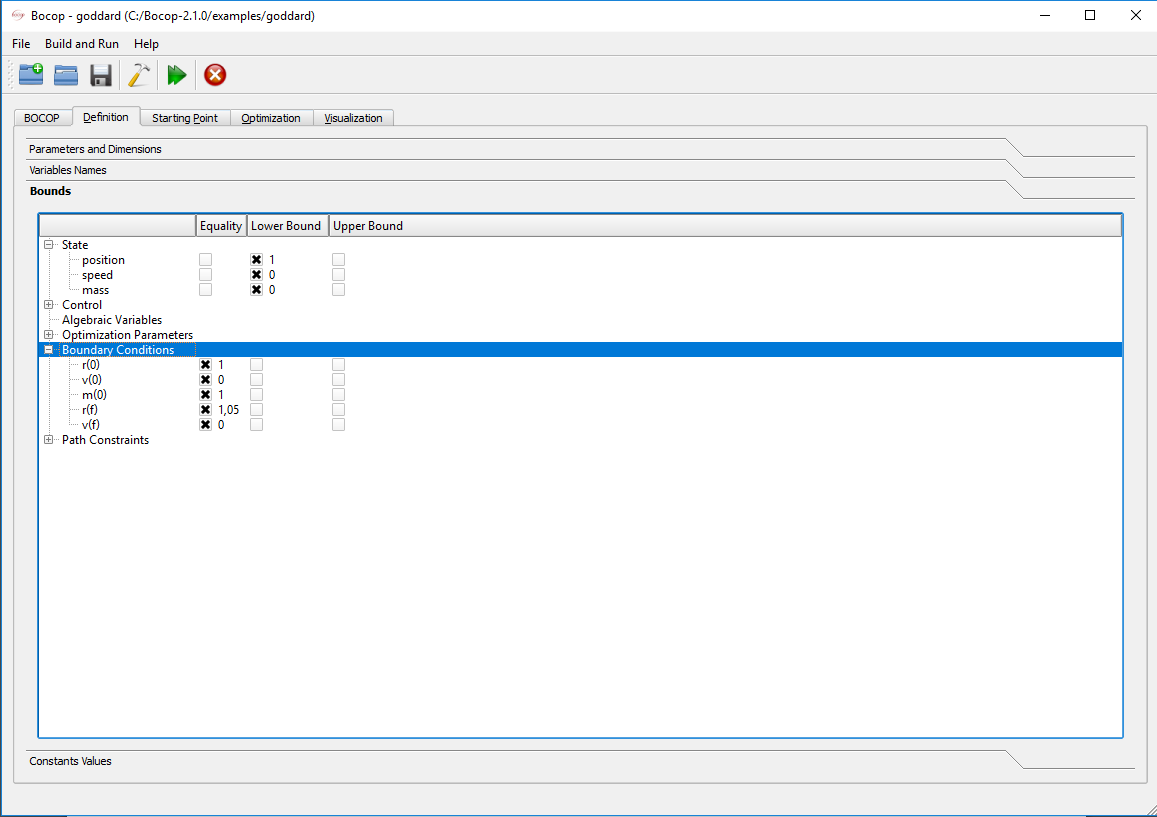 Bocop - goddard (C:/Bocop-2.1.0/examples/goddard)
File Build and Run Help
BOCOP Definition Starting Point Optimization Visualization
Parameters and Dimensions
Variables Names
Bounds
Equality Lower Bound Upper Bound
State
position 1
speed 0
mass 0
Control
Algebraic Variables
Optimization Parameters
Boundary Conditions
r(0) 1
v(0) 0
m(0) 1
r(f) 1,05
v(f) 0
Path Constraints
Constants Values